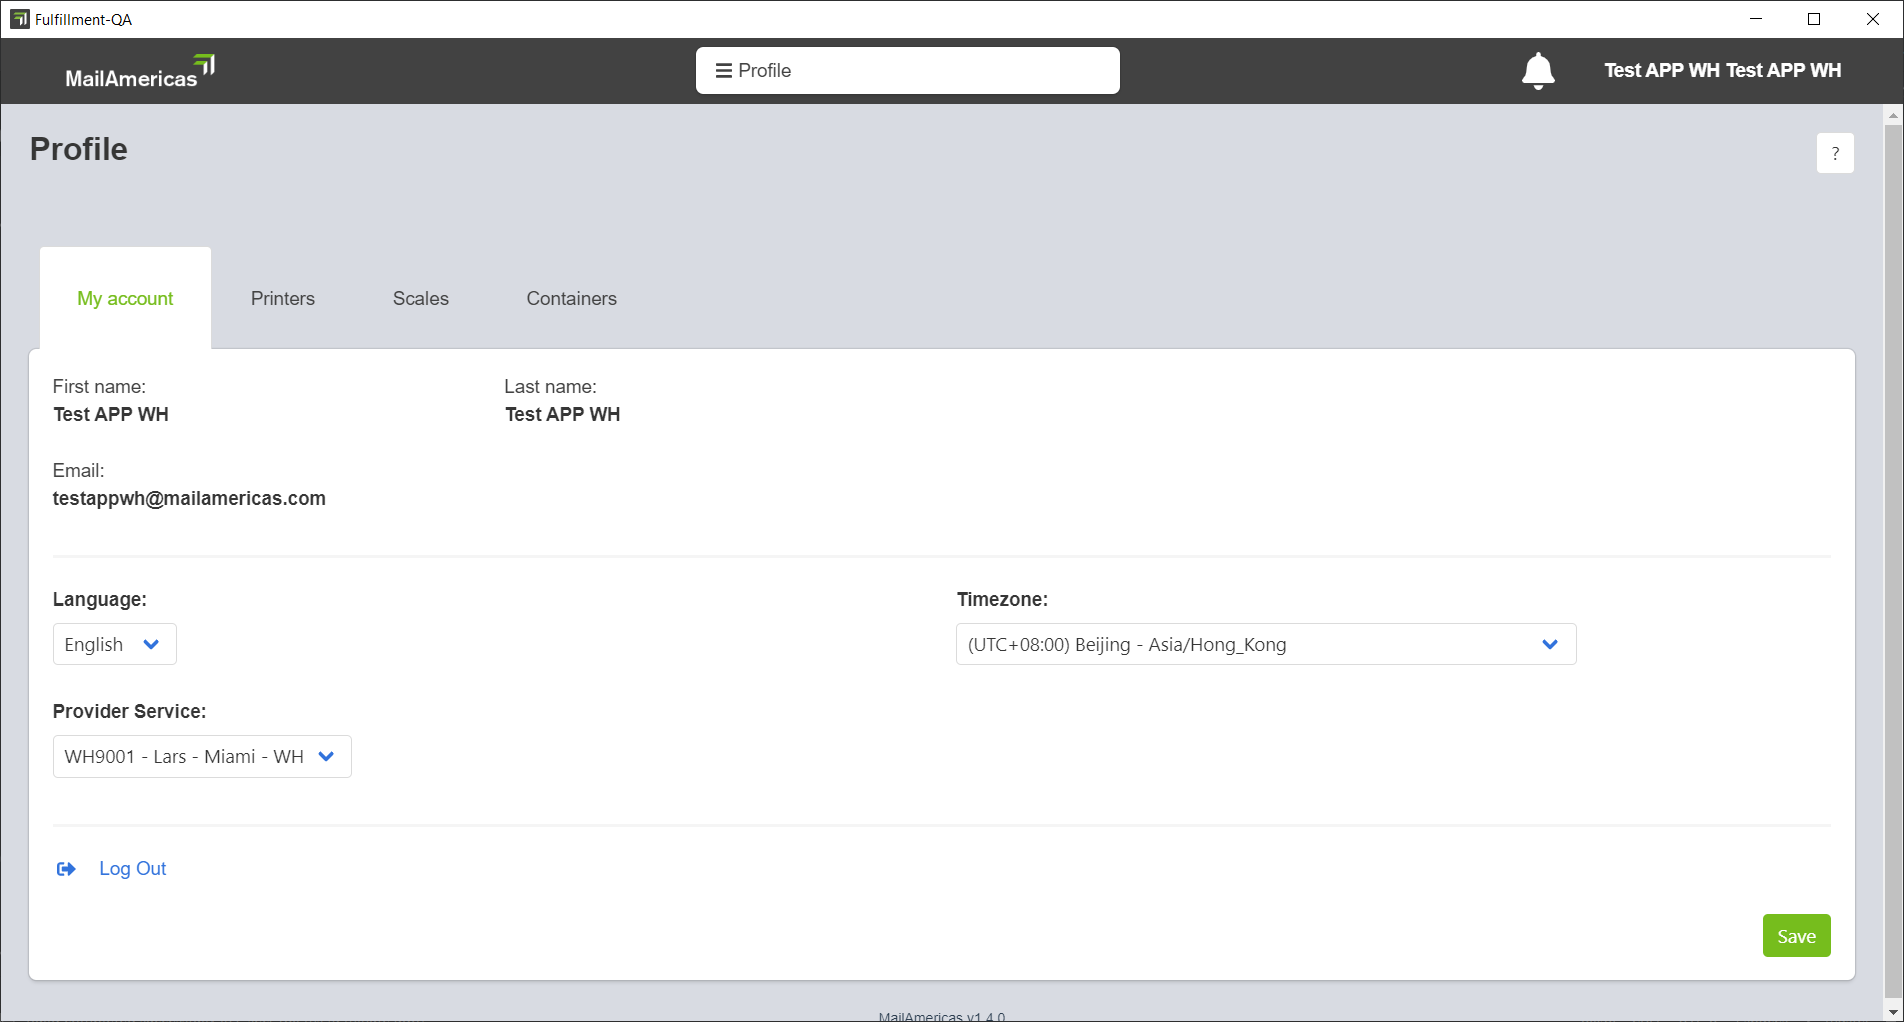 Fulfillment-QA
MailAmericas
Profile
Test APP WH Test APP WH
Profile
?
My account
Printers
Scales
Containers
First name:
Last name:
Test APP WH
Test APP WH
Email:
testappwh@mailamericas.com
Language:
Timezone:
English
(UTC+08:00) Beijing - Asia/Hong_Kong
Provider Service:
WH9001 - Lars - Miami - WH
Log Out
Save
MailAmericas v1.4.0